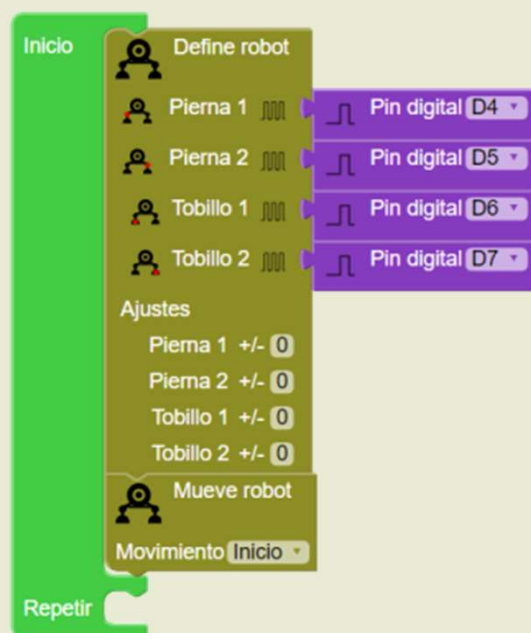 Inicio
Define robot
Pierna 1 Pin digital D4
Pierna 2 Pin digital D5
Tobillo 1 Pin digital D6
Tobillo 2 Pin digital D7
Ajustes
Pierna 1 +/- 0
Pierna 2 +/- 0
Tobillo 1 +/- 0
Tobillo 2 +/- 0
Mueve robot
Movimiento Inicio
Repetir